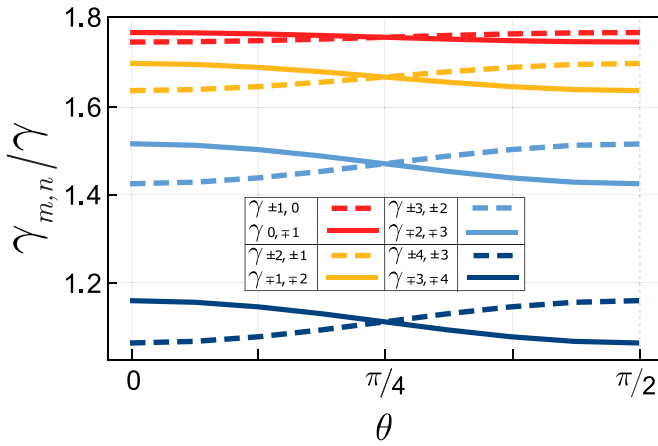 1.8
1.6
1.4
1.2
γm,n/γ
γ±1, 0
γ0, ∓1
γ±2, ±1
γ∓1, ∓2
γ±3, ±2
γ∓2, ∓3
γ±4, ±3
γ∓3, ∓4
0
π/4
π/2
θ